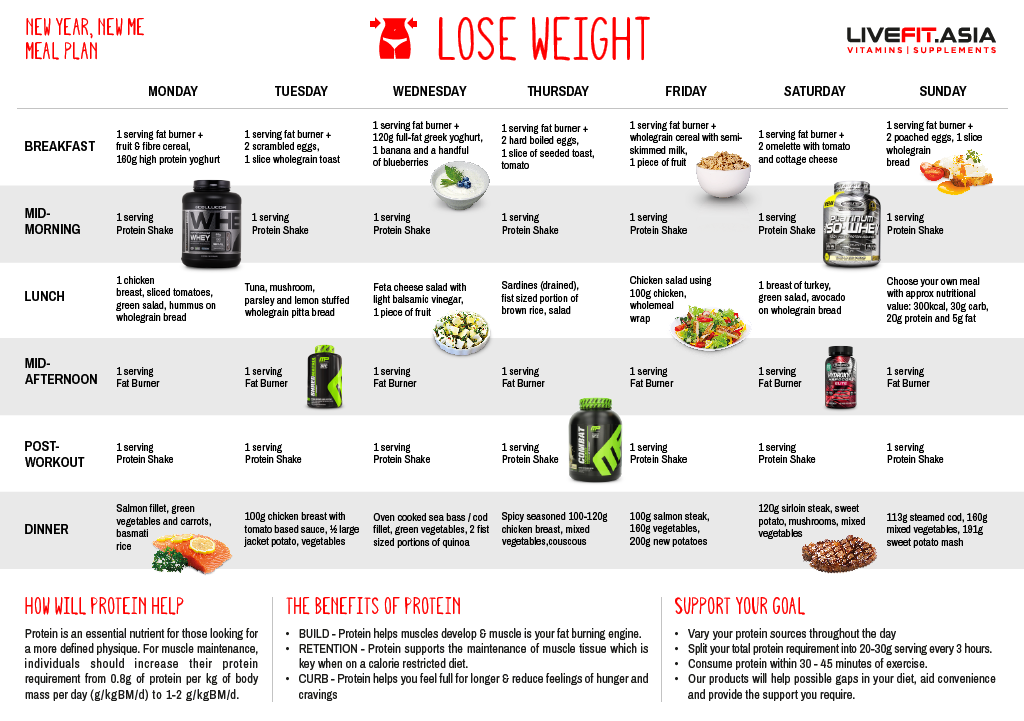 NEW YEAR, NEW ME
MEAL PLAN
LOSE WEIGHT
LIVEFIT.ASIA
VITAMINS | SUPPLEMENTS
MONDAY TUESDAY WEDNESDAY THURSDAY FRIDAY SATURDAY SUNDAY
BREAKFAST
1 serving fat burner +
fruit & fibre cereal,
160g high protein yoghurt
1 serving fat burner +
2 scrambled eggs,
1 slice wholegrain toast
1 serving fat burner +
120g full-fat greek yoghurt,
1 banana and a handful
of blueberries
1 serving fat burner +
2 hard boiled eggs,
1 slice of seeded toast,
tomato
1 serving fat burner +
wholegrain cereal with semi-
skimmed milk,
1 piece of fruit
1 serving fat burner +
2 omelette with tomato
and cottage cheese
1 serving fat burner +
2 poached eggs, 1 slice
wholegrain
bread
MID-
MORNING
1 serving
Protein Shake
WHEY
1 serving
Protein Shake
1 serving
Protein Shake
1 serving
Protein Shake
1 serving
Protein Shake
1 serving
Protein Shake
PLATINUM
1 serving
Protein Shake
LUNCH
1 chicken
breast, sliced tomatoes,
green salad, hummus on
wholegrain bread
Tuna, mushroom,
parsley and lemon stuffed
wholegrain pitta bread
Feta cheese salad with
light balsamic vinegar,
1 piece of fruit
Sardines (drained),
fist sized portion of
brown rice, salad
Chicken salad using
100g chicken,
wholemeal
wrap
1 breast of turkey,
green salad, avocado
on wholegrain bread
Choose your own meal
with approx nutritional
value: 300kcal, 30g carb,
20g protein and 5g fat
MID-
AFTERNOON
1 serving
Fat Burner
1 serving
Fat Burner
MP
1 serving
Fat Burner
1 serving
Fat Burner
1 serving
Fat Burner
1 serving
Fat Burner
1 serving
Fat Burner
POST-
WORKOUT
1 serving
Protein Shake
1 serving
Protein Shake
1 serving
Protein Shake
1 serving
Protein Shake
COMBAT
1 serving
Protein Shake
1 serving
Protein Shake
1 serving
Protein Shake
DINNER
Salmon fillet, green
vegetables and carrots,
basmati
rice
100g chicken breast with
tomato based sauce, ½ large
jacket potato, vegetables
Oven cooked sea bass / cod
fillet, green vegetables, 2 fist
sized portions of quinoa
Spicy seasoned 100-120g
chicken breast, mixed
vegetables,couscous
100g salmon steak,
160g vegetables,
200g new potatoes
120g sirloin steak, sweet
potato, mushrooms, mixed
vegetables
113g steamed cod, 160g
mixed vegetables, 191g
sweet potato mash
HOW WILL PROTEIN HELP
Protein is an essential nutrient for those looking for
a more defined physique. For muscle maintenance,
individuals should increase their protein
requirement from 0.8g of protein per kg of body
mass per day (g/kgBM/d) to 1-2 g/kgBM/d.
THE BENEFITS OF PROTEIN
• BUILD - Protein helps muscles develop & muscle is your fat burning engine.
• RETENTION - Protein supports the maintenance of muscle tissue which is
key when on a calorie restricted diet.
• CURB - Protein helps you feel full for longer & reduce feelings of hunger and
cravings
SUPPORT YOUR GOAL
• Vary your protein sources throughout the day
• Split your total protein requirement into 20-30g serving every 3 hours.
• Consume protein within 30 - 45 minutes of exercise.
• Our products will help possible gaps in your diet, aid convenience
and provide the support you require.